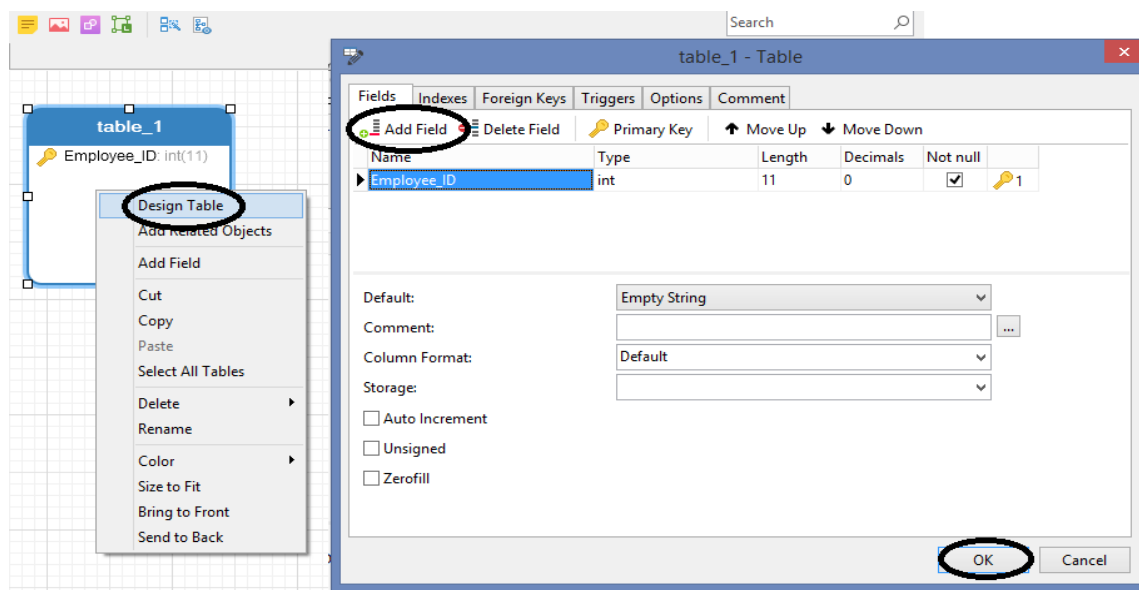 Search
table_1 - Table
Fields Indexes Foreign Keys Triggers Options Comment
Add Field Delete Field Primary Key Move Up Move Down
Name Type Length Decimals Not null
Employee_ID int 11 0 1
table_1
Employee_ID: int(11)
Design Table
Add Related Objects
Add Field
Cut
Copy
Paste
Select All Tables
Delete
Rename
Color
Size to Fit
Bring to Front
Send to Back
Default: Empty String
Comment: ...
Column Format: Default
Storage:
Auto Increment
Unsigned
Zerofill
OK Cancel